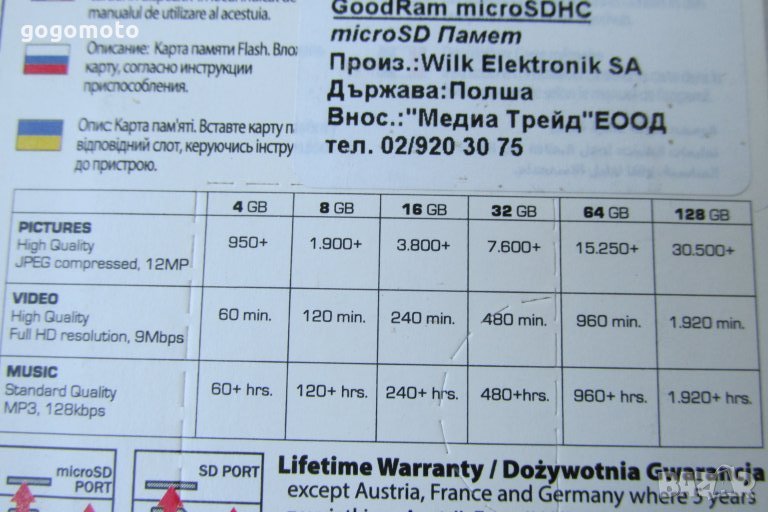 manualul de utilizare al acestuia.
gogomoto
Описание: Карта памяти Flash.
карту, согласно инструкции
приспособления.
Опис: Карта пам'яті. Вставте карту
відповідний слот, керуючись
до пристрою.
GoodRam microSDHC
microSD Памет
Произ.:Wilk Elektronik SA
Държава:Полша
Внос.:"Медиа Трейд"ЕООД
тел. 02/920 30 75
4 GB 8 GB 16 GB 32 GB 64 GB 128 GB
PICTURES
High Quality
JPEG compressed, 12MP
950+ 1.900+ 3.800+ 7.600+ 15.250+ 30.500+
VIDEO
High Quality
Full HD resolution, 9Mbps
60 min. 120 min. 240 min. 480 min. 960 min. 1.920 min.
MUSIC
Standard Quality
MP3, 128kbps
60+ hrs. 120+ hrs. 240+ hrs. 480+hrs. 960+ hrs. 1.920+ hrs.
microSD
PORT
SD PORT
Lifetime Warranty / Dożywotnia Gwarancja
except Austria, France and Germany where 5 years